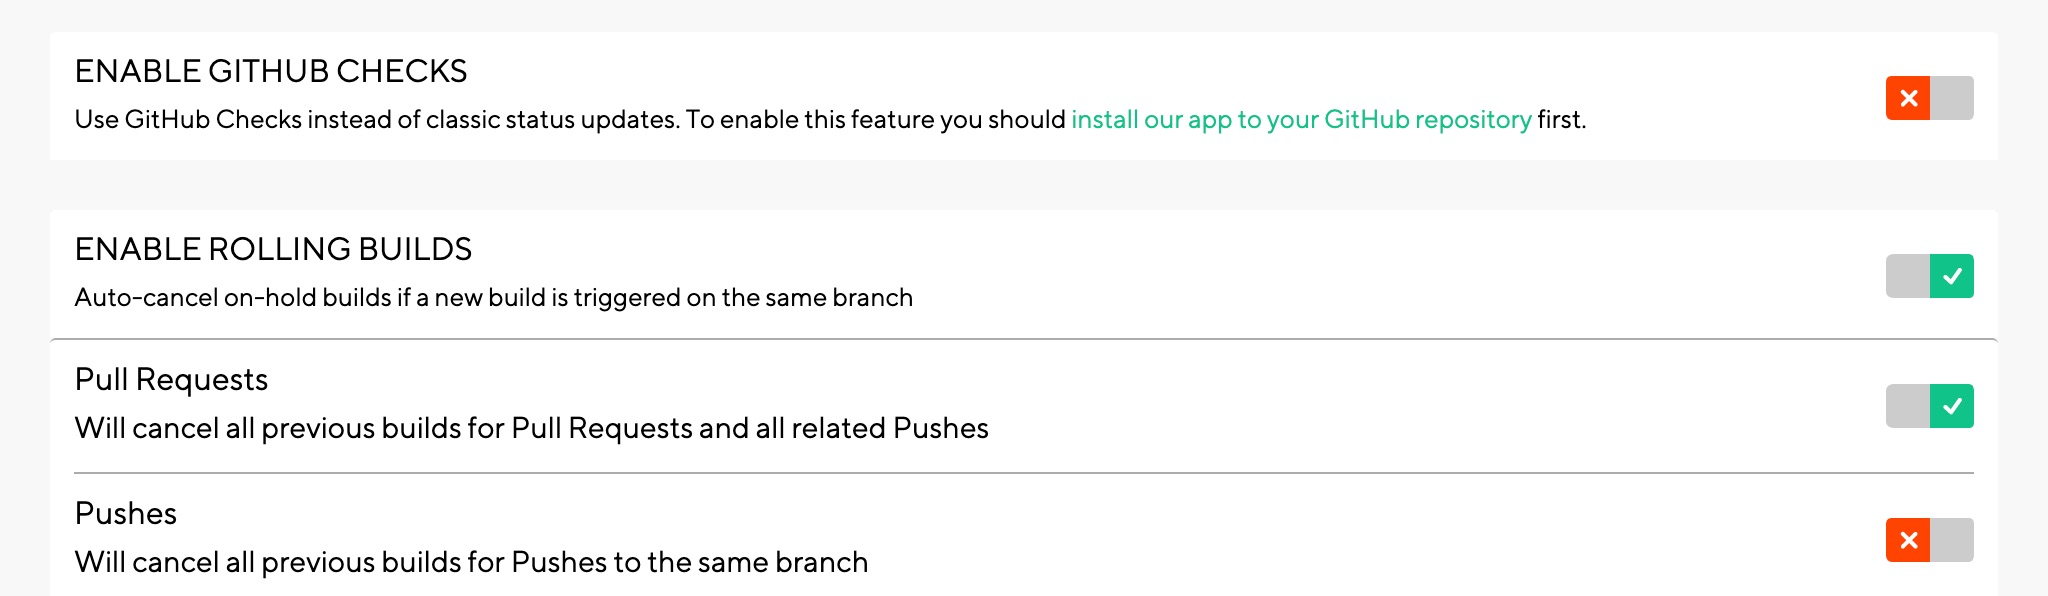 ENABLE GITHUB CHECKS
Use GitHub Checks instead of classic status updates. To enable this feature you should install our app to your GitHub repository first.
ENABLE ROLLING BUILDS
Auto-cancel on-hold builds if a new build is triggered on the same branch
Pull Requests
Will cancel all previous builds for Pull Requests and all related Pushes
Pushes
Will cancel all previous builds for Pushes to the same branch